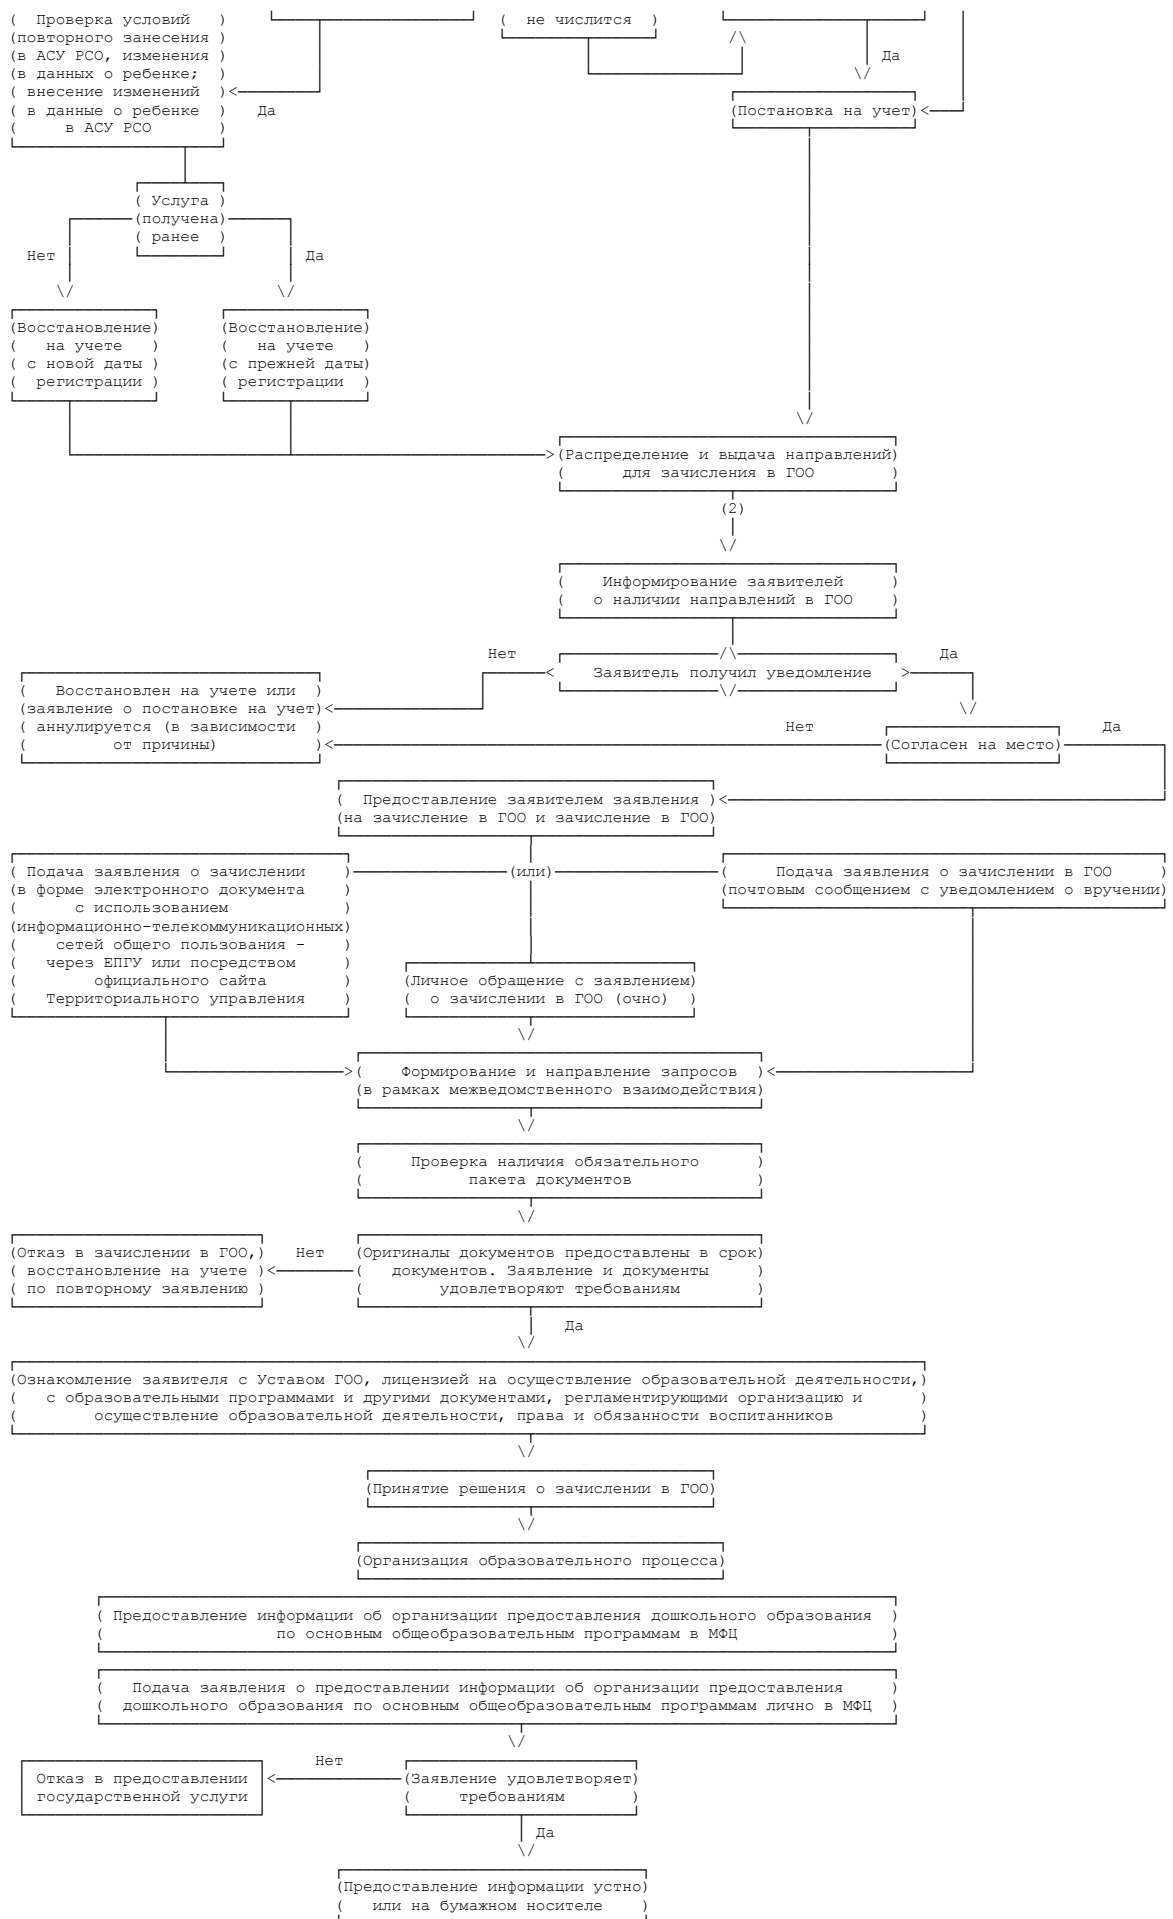 Проверка условий
не числится
повторного занесения
в АСУ РСО, изменения
Да
в данных о ребенке;
внесение изменений
в данные о ребенке
Да
Постановка на учет
в АСУ РСО
Услуга
получена
ранее
Нет
Да
Восстановление
Восстановление
на учете
на учете
с новой даты
с прежней даты
регистрации
регистрации
Распределение и выдача направлений
для зачисления в ГОО
(2)
Информирование заявителей
о наличии направлений в ГОО
Нет
Да
Заявитель получил уведомление
Восстановлен на учете или
заявление о постановке на учет
аннулируется (в зависимости
от причины)
Нет
Да
Согласен на место
Предоставление заявителем заявления
на зачисление в ГОО и зачисление в ГОО
Подача заявления о зачислении
(или)
Подача заявления о зачислении в ГОО
в форме электронного документа
почтовым сообщением с уведомлением о вручении
с использованием
информационно-телекоммуникационных
сетей общего пользования -
через ЕПГУ или посредством
официального сайта
Территориального управления
Личное обращение с заявлением
о зачислении в ГОО (очно)
Формирование и направление запросов
в рамках межведомственного взаимодействия
Проверка наличия обязательного
пакета документов
Отказ в зачислении в ГОО,
Нет
Оригиналы документов предоставлены в срок
восстановление на учете
документов. Заявление и документы
по повторному заявлению
удовлетворяют требованиям
Да
Ознакомление заявителя с Уставом ГОО, лицензией на осуществление образовательной деятельности,
с образовательными программами и другими документами, регламентирующими организацию и
осуществление образовательной деятельности, права и обязанности воспитанников
Принятие решения о зачислении в ГОО
Организация образовательного процесса
Предоставление информации об организации предоставления дошкольного образования
по основным общеобразовательным программам в МФЦ
Подача заявления о предоставлении информации об организации предоставления
дошкольного образования по основным общеобразовательным программам лично в МФЦ
Нет
Отказ в предоставлении
Заявление удовлетворяет
государственной услуги
требованиям
Да
Предоставление информации устно
или на бумажном носителе